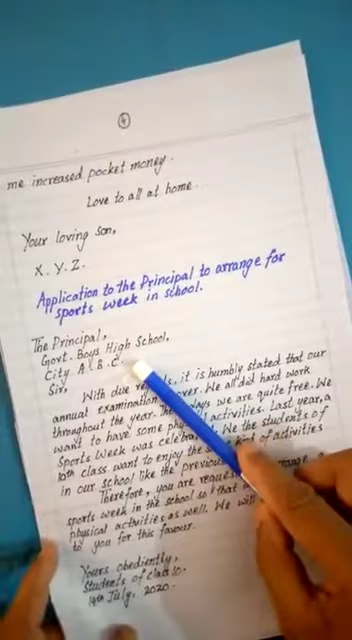 4
me increased pocket money.
Love to all at home.
Your loving son,
X. Y. Z.
Application to the Principal to arrange for
sports week in school.
The Principal,
Govt. Boys High School,
City A.B.C.
Sir,
With due it is humbly stated that our
annual examination over. We all did hard work
throughout the year. we are quite free. We
want to have some activities. Last year, a
Sports Week was We the students of
10th class want to enjoy the of activities
in our school like the
Therefore, you are
sports week in the school so that
physical activities as well. We will
to you for this favour.
Yours obediently,
Students of class 10.
14th July, 2020.